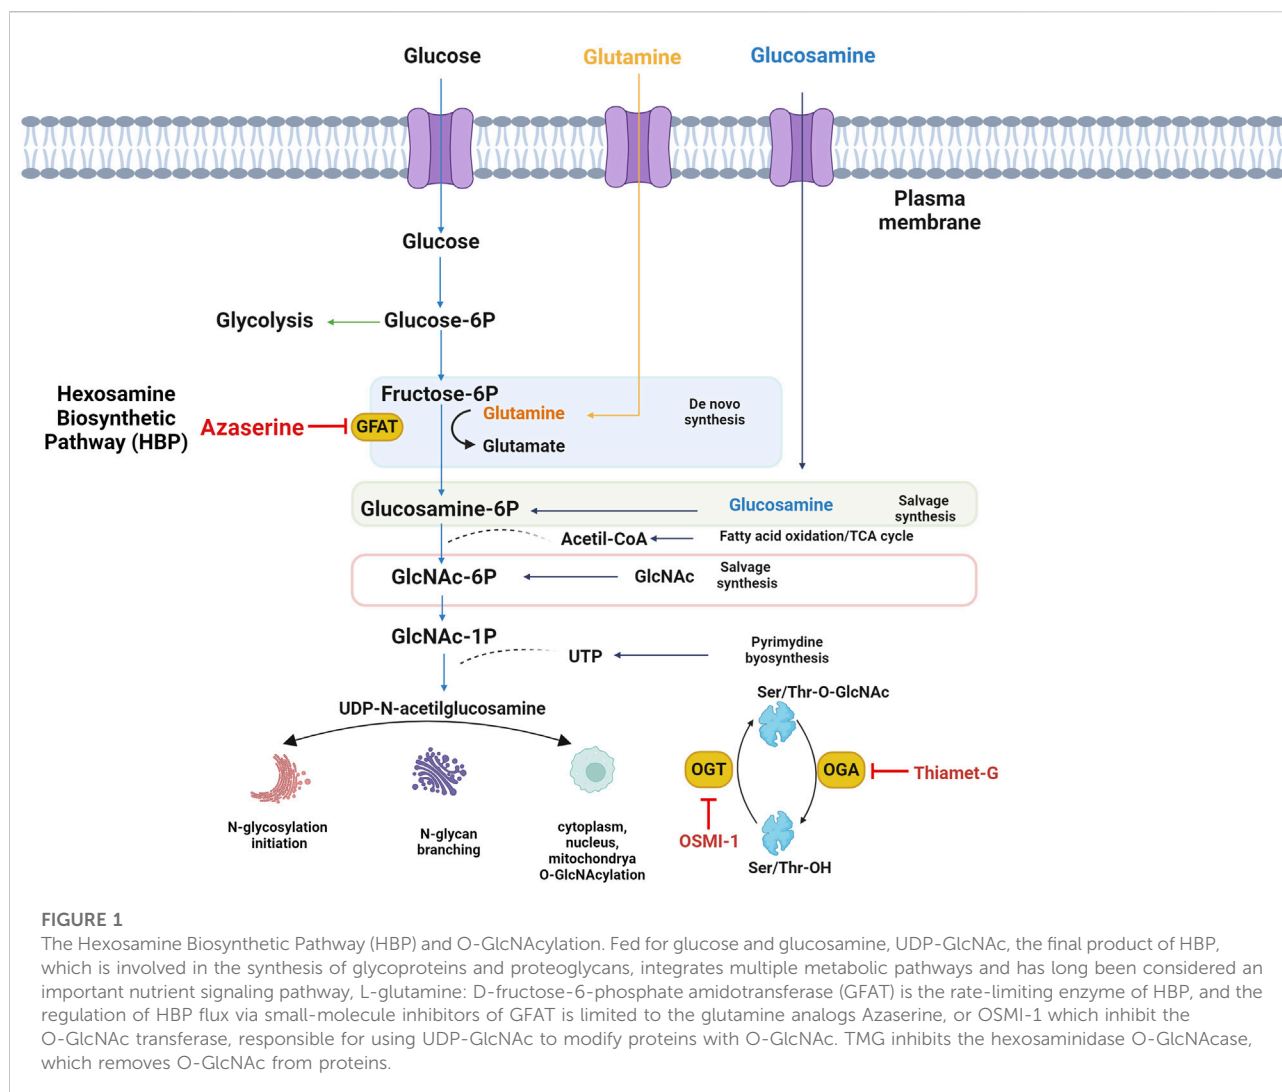 Glucose
Glutamine
Glucosamine
Plasma
membrane
Glucose
Glycolysis
Glucose-6P
Hexosamine
Biosynthetic
Pathway (HBP)
Azaserine
GFAT
Fructose-6P
Glutamine
Glutamate
De novo
synthesis
Glucosamine-6P
Glucosamine
Salvage
synthesis
Acetil-CoA
Fatty acid oxidation/TCA cycle
GlcNAc-6P
GlcNAc
Salvage
synthesis
GlcNAc-1P
UTP
Pyrimydine
byosynthesis
UDP-N-acetilglucosamine
N-glycosylation
initiation
N-glycan
branching
cytoplasm,
nucleus,
mitochondrya
O-GlcNAcylation
Ser/Thr-O-GlcNAc
OGT
OGA
Thiamet-G
OSMI-1
Ser/Thr-OH
FIGURE 1
The Hexosamine Biosynthetic Pathway (HBP) and O-GlcNAcylation. Fed for glucose and glucosamine, UDP-GlcNAc, the final product of HBP,
which is involved in the synthesis of glycoproteins and proteoglycans, integrates multiple metabolic pathways and has long been considered an
important nutrient signaling pathway, L-glutamine: D-fructose-6-phosphate amidotransferase (GFAT) is the rate-limiting enzyme of HBP, and the
regulation of HBP flux via small-molecule inhibitors of GFAT is limited to the glutamine analogs Azaserine, or OSMI-1 which inhibit the
O-GlcNAc transferase, responsible for using UDP-GlcNAc to modify proteins with O-GlcNAc. TMG inhibits the hexosaminidase O-GlcNAcase,
which removes O-GlcNAc from proteins.